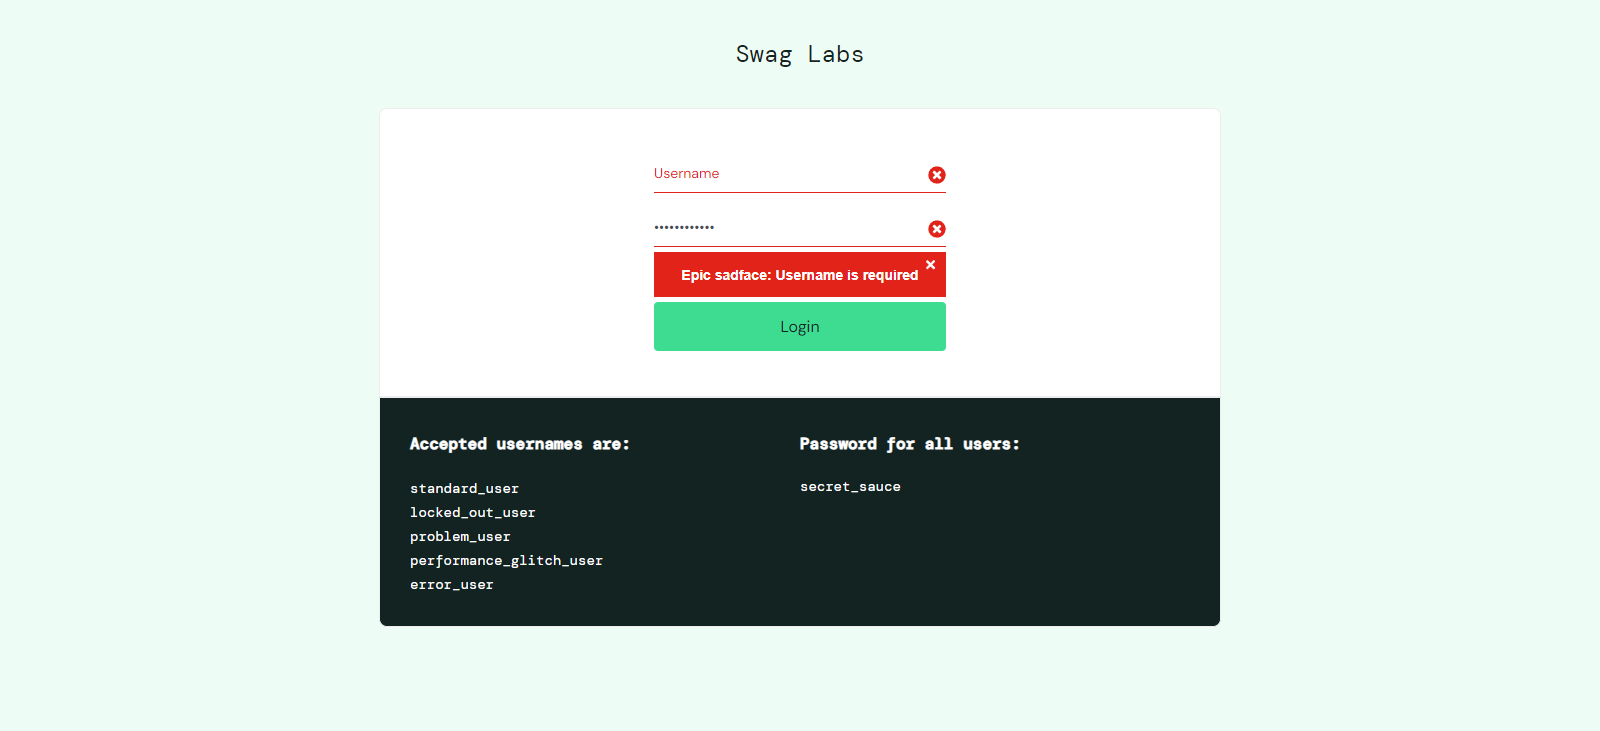 Swag Labs
Username
••••••••••••
Epic sadface: Username is required
Login
Accepted usernames are:
standard_user
locked_out_user
problem_user
performance_glitch_user
error_user
Password for all users:
secret_sauce